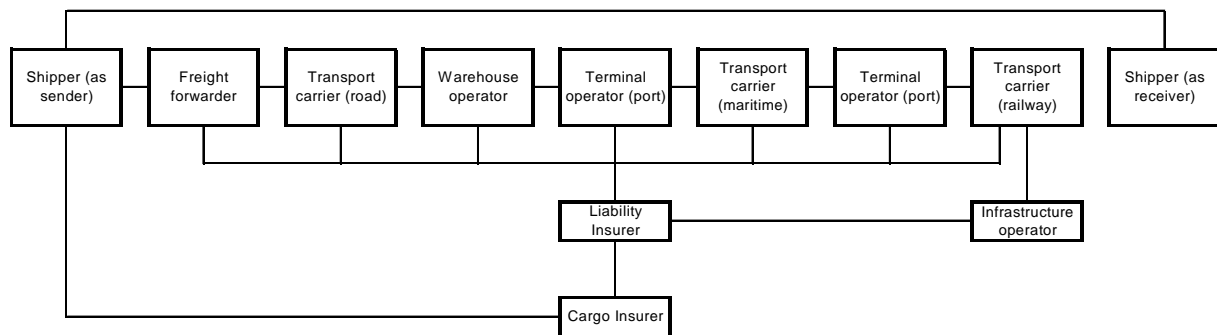 Shipper (as
sender)
Freight
forwarder
Transport
carrier (road)
Warehouse
operator
Terminal
operator (port)
Transport
carrier
(maritime)
Terminal
operator (port)
Transport
carrier
(railway)
Shipper (as
receiver)
Liability
Insurer
Infrastructure
operator
Cargo Insurer